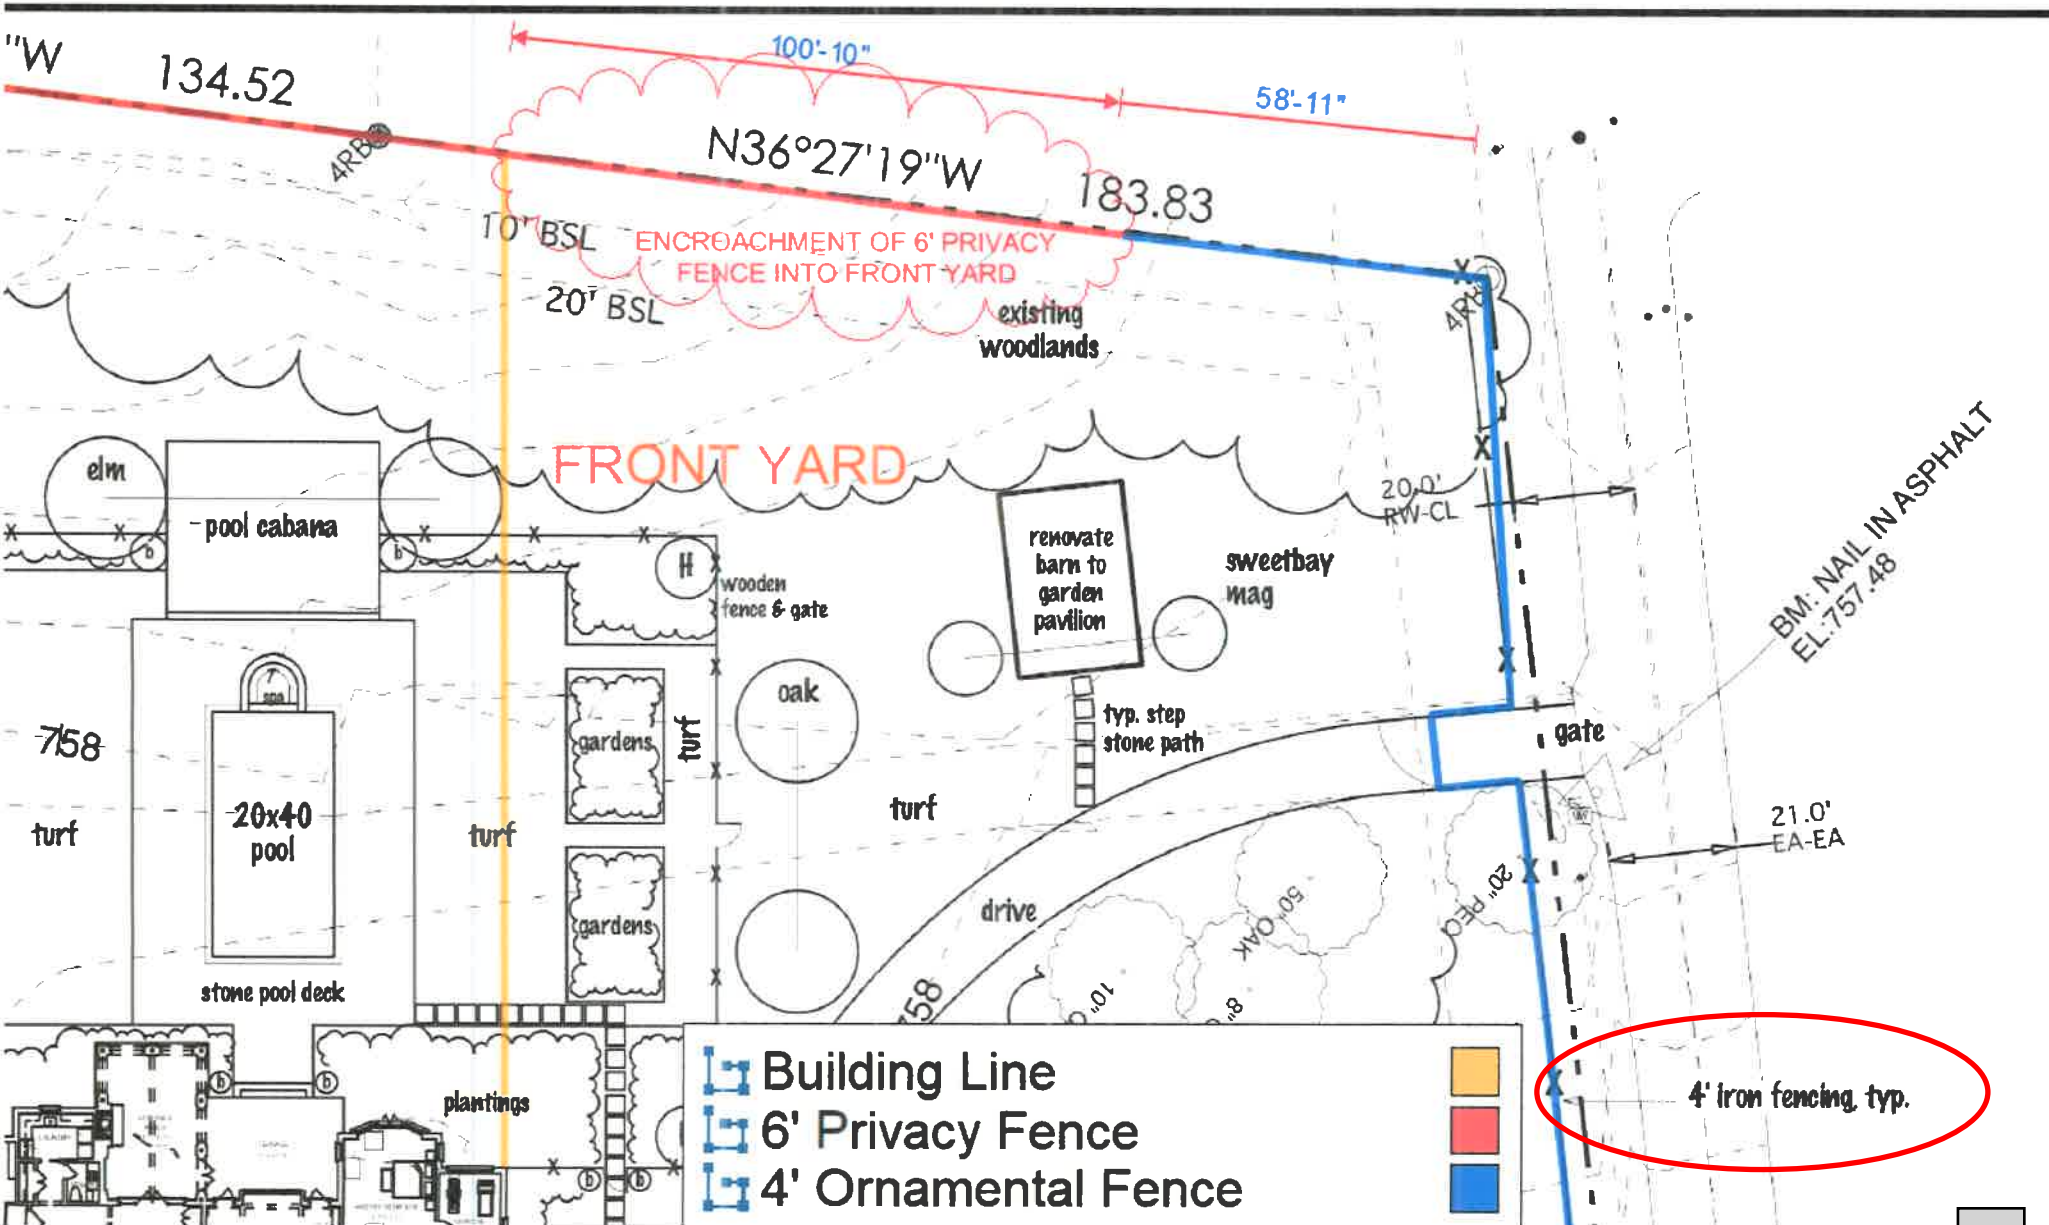 "W
134.52
100'-10"
58'-11"
N36°27'19"W
183.83
4RB
10' BSL
ENCROACHMENT OF 6' PRIVACY
FENCE INTO FRONT YARD
20' BSL
existing
woodlands
FRONT YARD
elm
pool cabana
b
b
H
wooden
fence & gate
renovate
barn to
garden
pavilion
sweetbay
mag
20.0'
RW-CL
BM: NAIL IN ASPHALT
EL:757.48
spa
oak
758
gardens
turf
typ. step
stone path
gate
20x40
pool
turf
turf
turf
21.0'
EA-EA
gardens
drive
50" OAK
stone pool deck
10"
8"
758
plantings
b
b
b
b
Building Line
6' Privacy Fence
4' Ornamental Fence
4' iron fencing, typ.